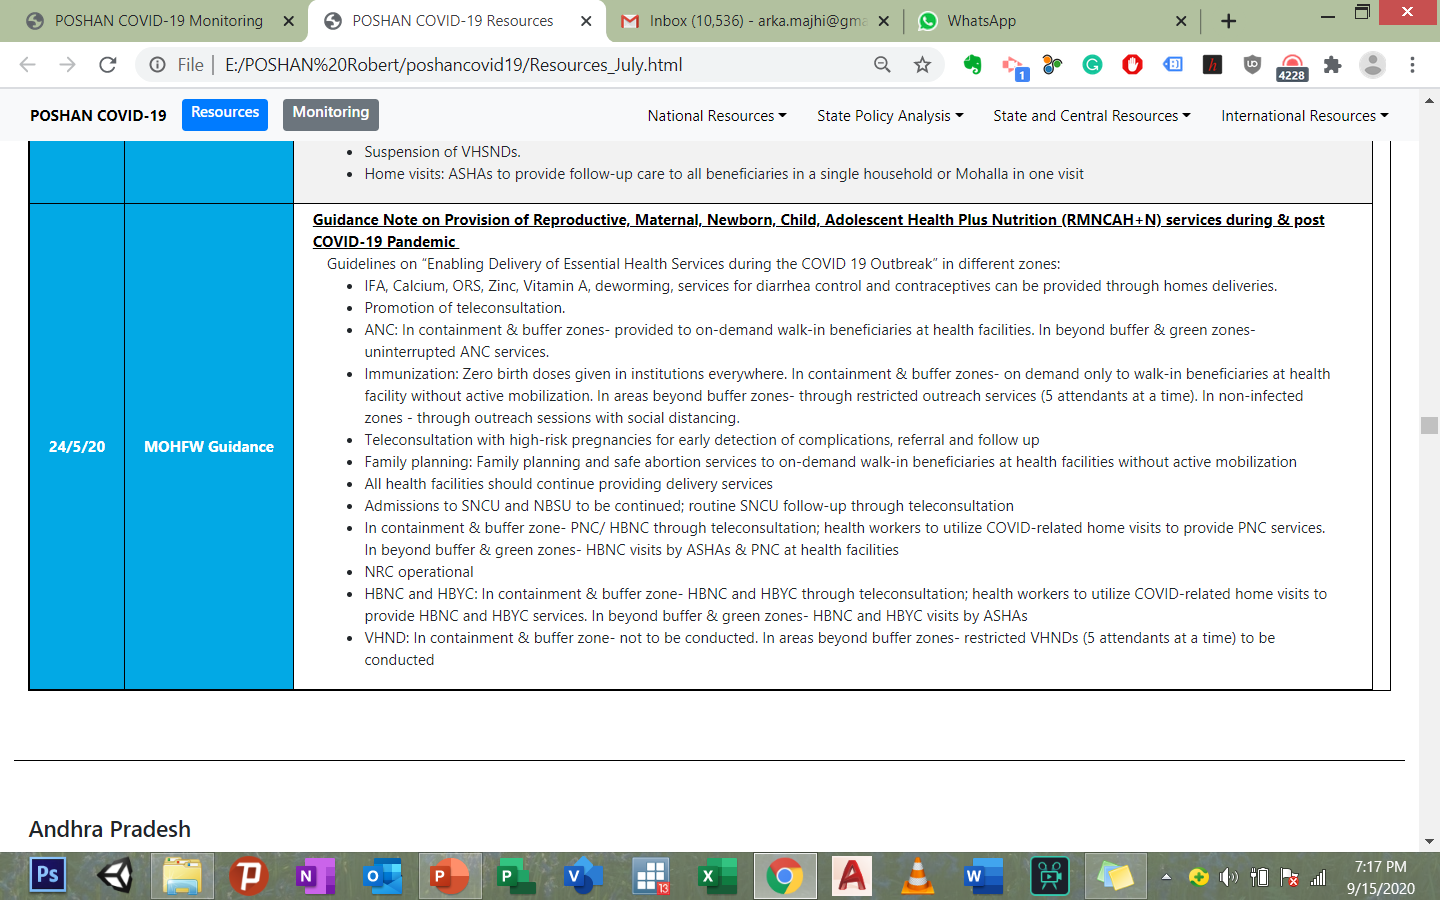 POSHAN COVID-19 Monitoring
POSHAN COVID-19 Resources
Inbox (10,536) - arka.majhi@gma
WhatsApp
File
E:/POSHAN%20Robert/poshancovid19/Resources_July.html
1
4228
POSHAN COVID-19
Resources
Monitoring
National Resources
State Policy Analysis
State and Central Resources
International Resources
Suspension of VHSNDs.
Home visits: ASHAs to provide follow-up care to all beneficiaries in a single household or Mohalla in one visit
24/5/20
MOHFW Guidance
Guidance Note on Provision of Reproductive, Maternal, Newborn, Child, Adolescent Health Plus Nutrition (RMNCAH+N) services during & post
COVID-19 Pandemic
Guidelines on “Enabling Delivery of Essential Health Services during the COVID 19 Outbreak” in different zones:
IFA, Calcium, ORS, Zinc, Vitamin A, deworming, services for diarrhea control and contraceptives can be provided through homes deliveries.
Promotion of teleconsultation.
ANC: In containment & buffer zones- provided to on-demand walk-in beneficiaries at health facilities. In beyond buffer & green zones-
uninterrupted ANC services.
Immunization: Zero birth doses given in institutions everywhere. In containment & buffer zones- on demand only to walk-in beneficiaries at health
facility without active mobilization. In areas beyond buffer zones- through restricted outreach services (5 attendants at a time). In non-infected
zones - through outreach sessions with social distancing.
Teleconsultation with high-risk pregnancies for early detection of complications, referral and follow up
Family planning: Family planning and safe abortion services to on-demand walk-in beneficiaries at health facilities without active mobilization
All health facilities should continue providing delivery services
Admissions to SNCU and NBSU to be continued; routine SNCU follow-up through teleconsultation
In containment & buffer zone- PNC/ HBNC through teleconsultation; health workers to utilize COVID-related home visits to provide PNC services.
In beyond buffer & green zones- HBNC visits by ASHAs & PNC at health facilities
NRC operational
HBNC and HBYC: In containment & buffer zone- HBNC and HBYC through teleconsultation; health workers to utilize COVID-related home visits to
provide HBNC and HBYC services. In beyond buffer & green zones- HBNC and HBYC visits by ASHAs
VHND: In containment & buffer zone- not to be conducted. In areas beyond buffer zones- restricted VHNDs (5 attendants at a time) to be
conducted
Andhra Pradesh
Ps
N
O
P
P
V
13
X
A
W
7:17 PM
9/15/2020